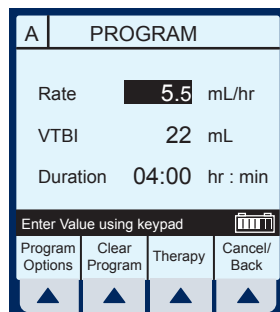 A PROGRAM
Rate 5.5 mL/hr
VTBI 22 mL
Duration 04:00 hr : min
Enter Value using keypad
Program Options
Clear Program
Therapy
Cancel/ Back